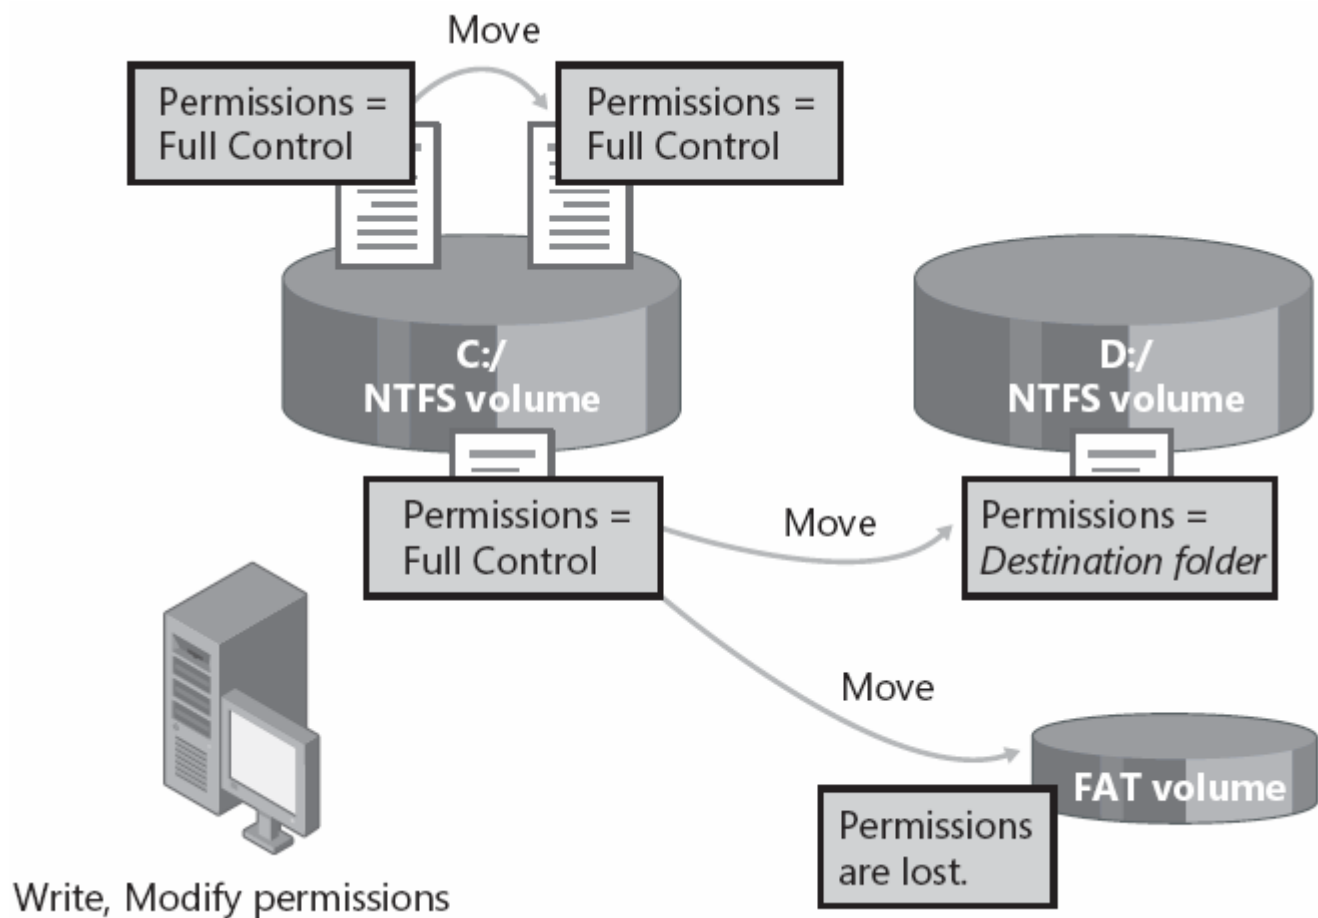 Move
Permissions =
Full Control
Permissions =
Full Control
C:/
NTFS volume
D:/
NTFS volume
Permissions =
Full Control
Move
Permissions =
Destination folder
Move
FAT volume
Permissions
are lost.
Write, Modify permissions